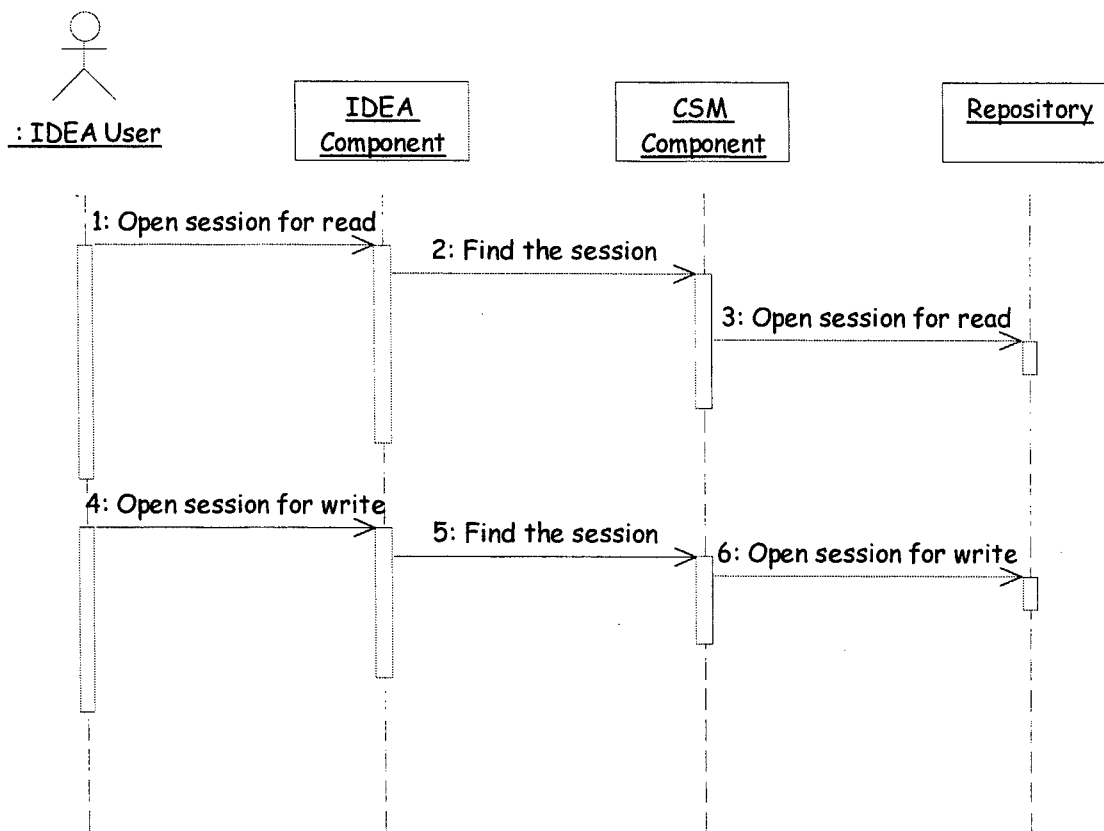 : IDEA User
IDEA
Component
CSM
Component
Repository
1: Open session for read
2: Find the session
3: Open session for read
4: Open session for write
5: Find the session
6: Open session for write